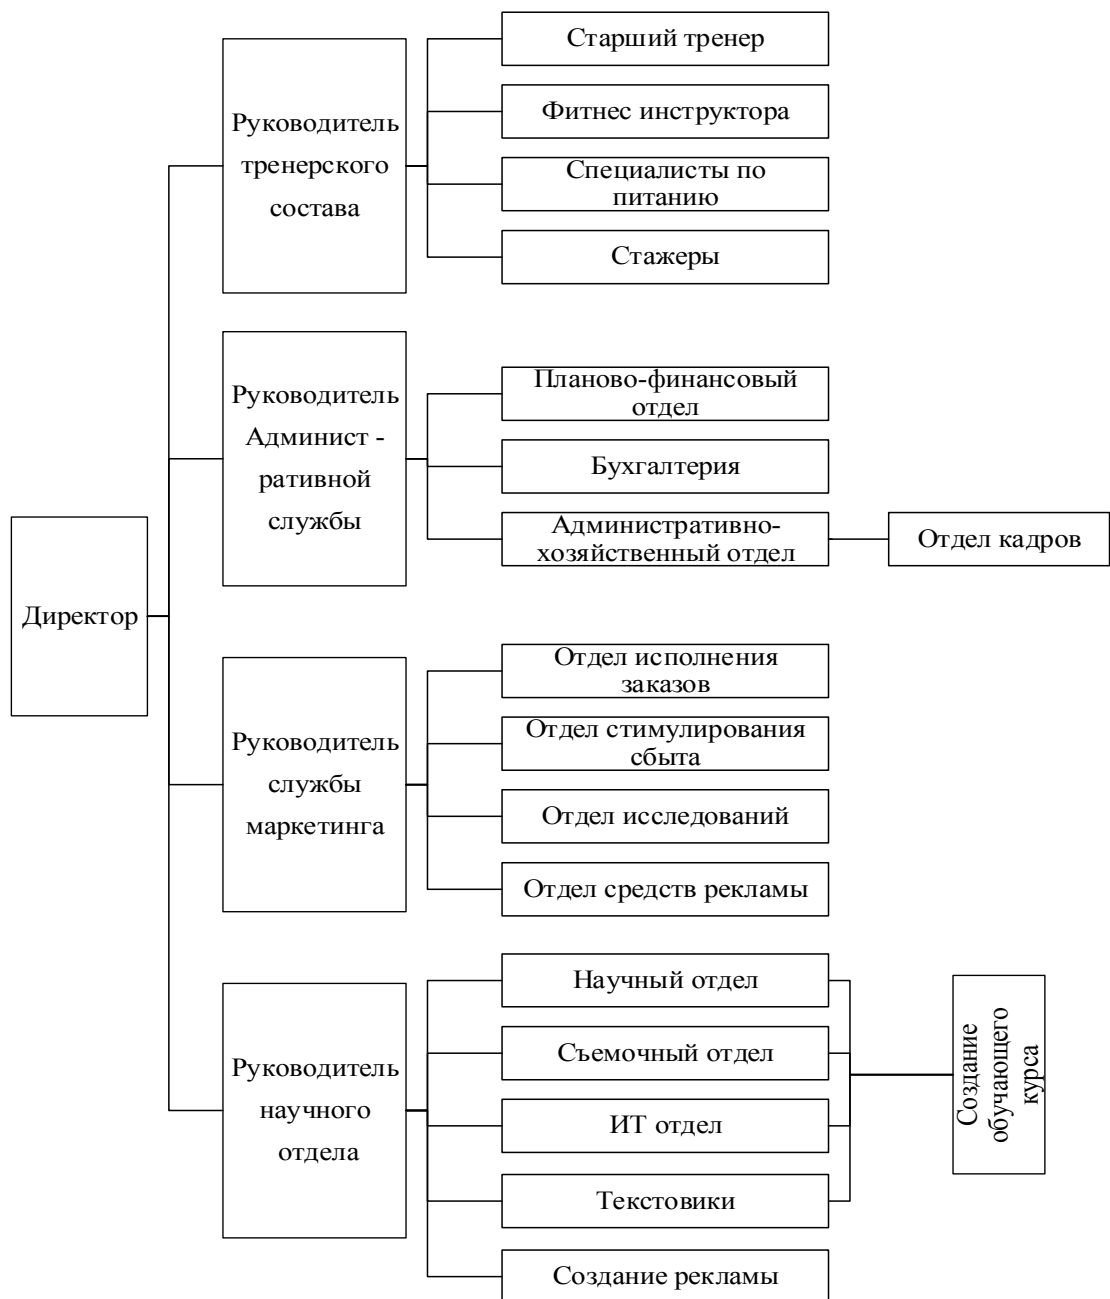 Директор
Руководитель
тренерского
состава
Старший тренер
Фитнес инструктора
Специалисты по
питанию
Стажеры
Руководитель
Админист -
ративной
службы
Планово-финансовый
отдел
Бухгалтерия
Административно-
хозяйственный отдел
Отдел кадров
Руководитель
службы
маркетинга
Отдел исполнения
заказов
Отдел стимулирования
сбыта
Отдел исследований
Отдел средств рекламы
Руководитель
научного
отдела
Научный отдел
Съемочный отдел
ИТ отдел
Текстовики
Создание рекламы
Создание
обучающего
курса